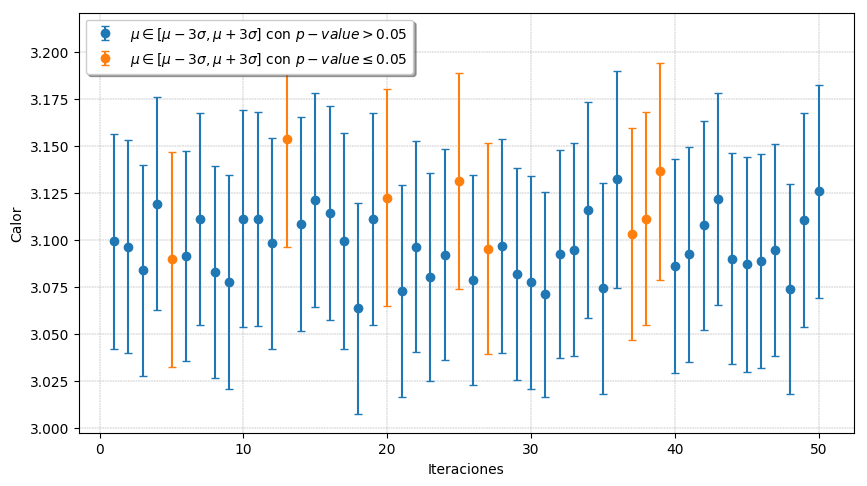 μ ∈ [μ − 3σ, μ + 3σ] con p − value > 0.05
μ ∈ [μ − 3σ, μ + 3σ] con p − value ≤ 0.05
3.200
3.175
3.150
3.125
3.100
3.075
3.050
3.025
3.000
Calor
0 10 20 30 40 50
Iteraciones